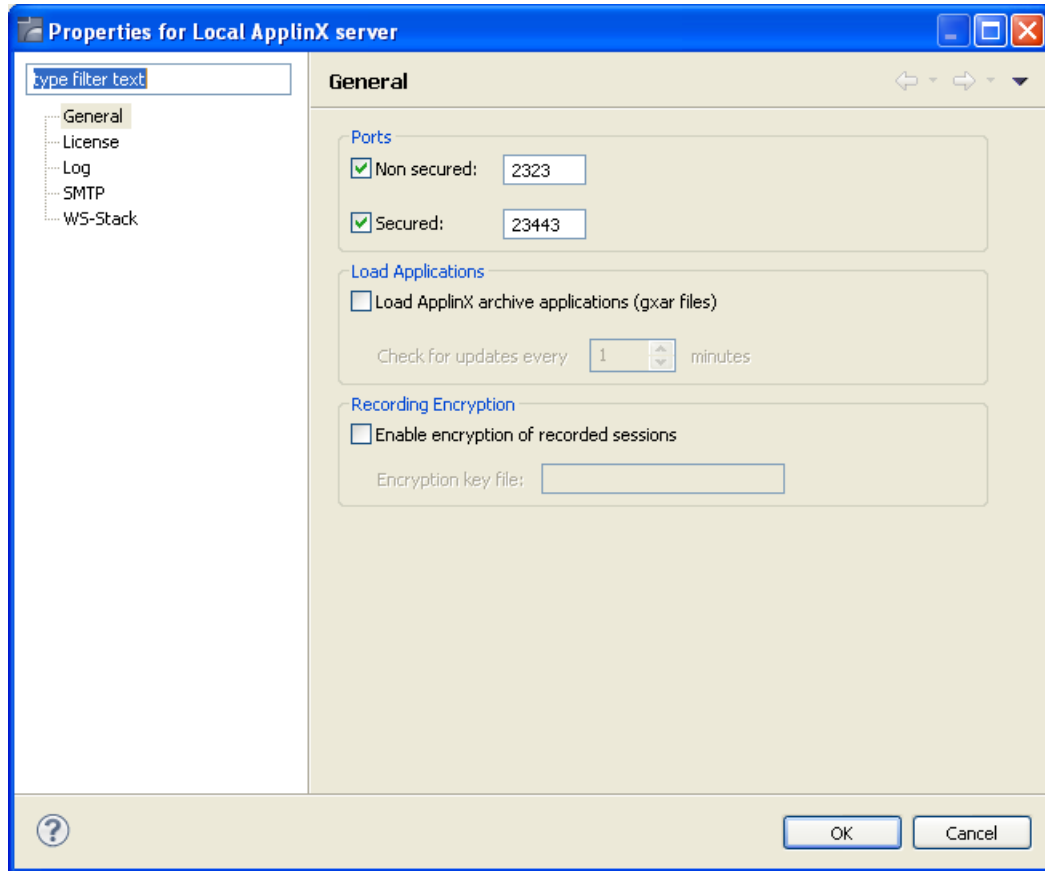 Properties for Local ApplinX server
type filter text
General
License
Log
SMTP
WS-Stack
General
Ports
Non secured: 2323
Secured: 23443
Load Applications
Load ApplinX archive applications (gxar files)
Check for updates every 1 minutes
Recording Encryption
Enable encryption of recorded sessions
Encryption key file:
?
OK Cancel